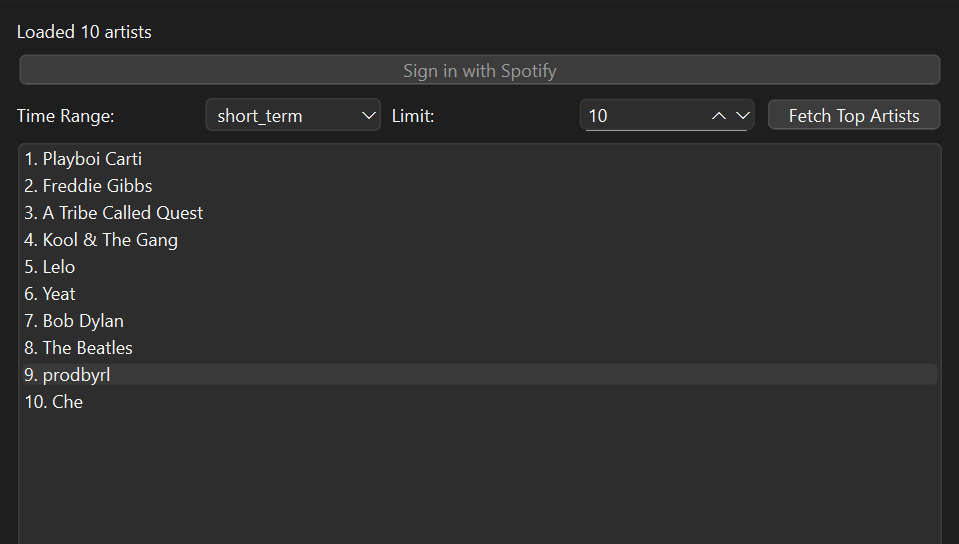 Loaded 10 artists
Sign in with Spotify
Time Range: short_term Limit: 10 Fetch Top Artists
1. Playboi Carti
2. Freddie Gibbs
3. A Tribe Called Quest
4. Kool & The Gang
5. Lelo
6. Yeat
7. Bob Dylan
8. The Beatles
9. prodbyrl
10. Che